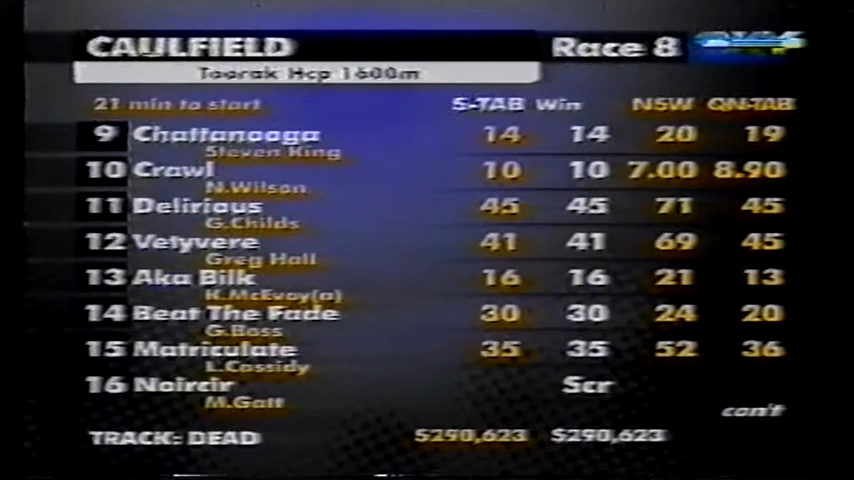 CAULFIELD Race 8
Toorak Hcp 1600m
21 min to start S-TAB Win NSW QN-TAB
9 Chattanooga 14 14 20 19
Steven King
10 Crawl 10 10 7.00 8.90
N.Wilson
11 Delirious 45 45 71 45
G.Childs
12 Vetyvere 41 41 69 45
Greg Hall
13 Aka Bilk 16 16 21 13
K.McEvoy(a)
14 Beat The Fade 30 30 24 20
G.Boss
15 Matriculate 35 35 52 36
L.Cassidy
16 Noircir Scr
M.Gatt
con't
TRACK: DEAD $290,623 $290,623